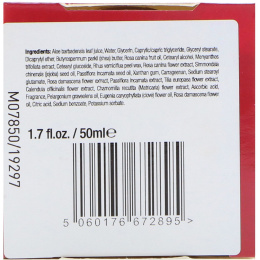 Ingredients: Aloe barbadensis leaf juice, Water, Glycerin, Caprylic/capric triglyceride, Glyceryl stearate,
Dicaprylyl ether, Butyrospermum parkii (shea) butter, Rosa canina fruit oil, Cetearyl alcohol, Menyanthes
trifoliata extract, Cetearyl glucoside, Ribes nigrum, Rosa canina flower extract, Simmondsia
chinensis (jojoba) seed oil, Passiflora incarnata seed oil, Xanthan gum, Carrageenan, Sodium stearoyl
glutamate, Rosa damascena flower extract, Passiflora incarnata extract, Tilia europaea flower extract,
Calendula officinalis flower extract, Chamomilla recutita (Matricaria) flower extract, Ascorbic acid,
Fragrance, Pelargonium graveolens oil, Eugenia caryophyllata (clove) flower oil, Rosa damascena flower
oil, Citric acid, Sodium benzoate, Potassium sorbate.
1.7 fl.oz. / 50ml e
5 060176 672895 >
M07850/19297